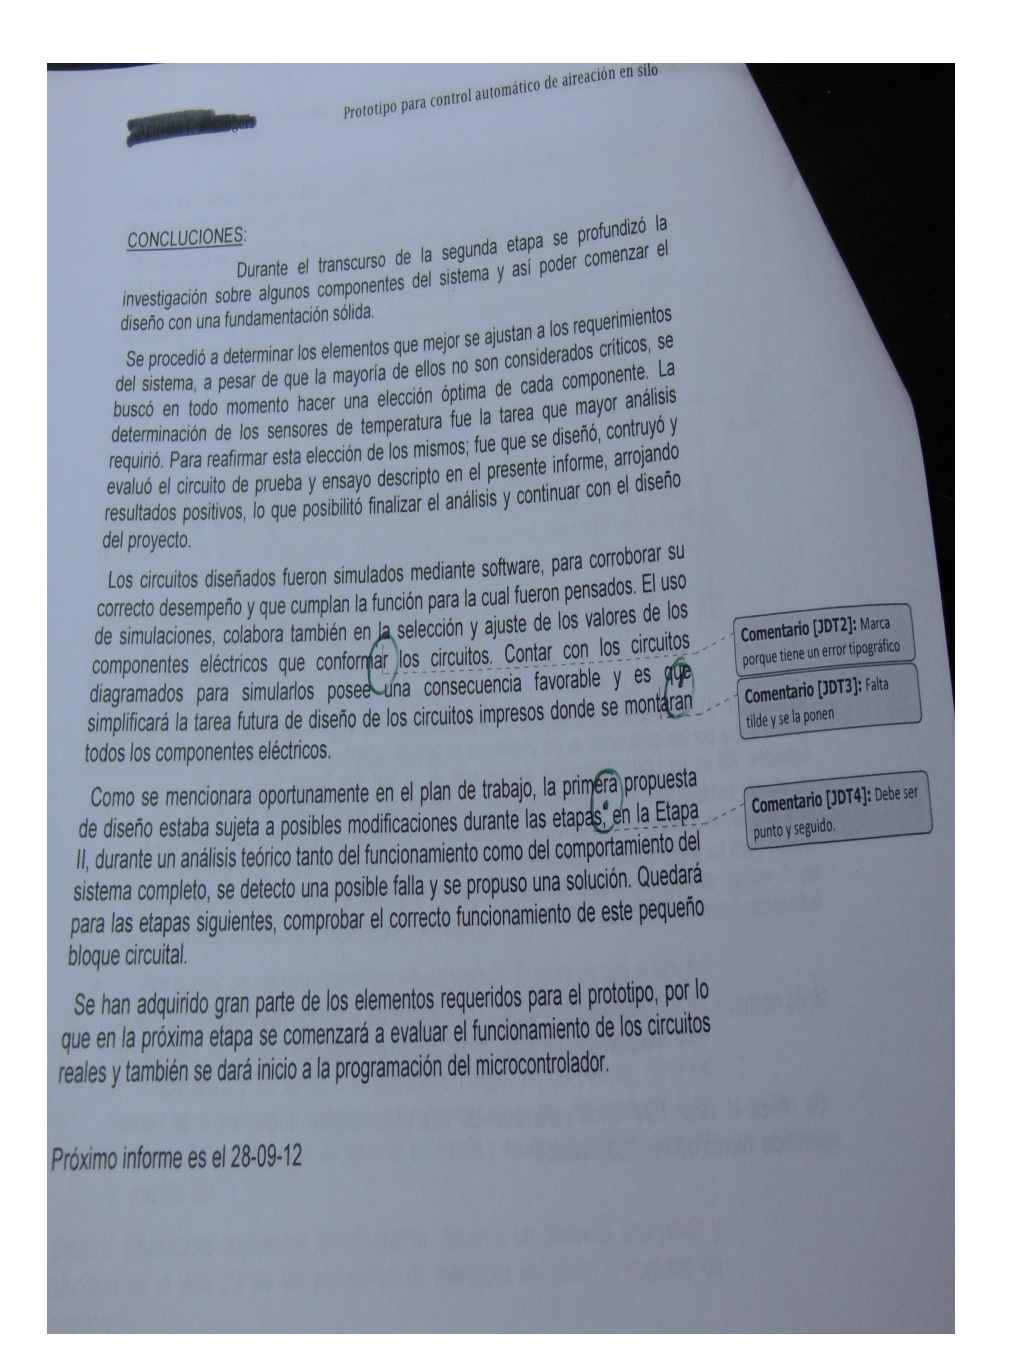 Prototipo para control automático de aireación en silo
CONCLUCIONES:
Durante el transcurso de la segunda etapa se profundizó la
investigación sobre algunos componentes del sistema y así poder comenzar el
diseño con una fundamentación sólida.
Se procedió a determinar los elementos que mejor se ajustan a los requerimientos
del sistema, a pesar de que la mayoría de ellos no son considerados críticos, se
buscó en todo momento hacer una elección óptima de cada componente. La
determinación de los sensores de temperatura fue la tarea que mayor análisis
requirió. Para reafirmar esta elección de los mismos; fue que se diseñó, contruyó y
evaluó el circuito de prueba y ensayo descripto en el presente informe, arrojando
resultados positivos, lo que posibilitó finalizar el análisis y continuar con el diseño
del proyecto.
Los circuitos diseñados fueron simulados mediante software, para corroborar su
correcto desempeño y que cumplan la función para la cual fueron pensados. El uso
de simulaciones, colabora también en la selección y ajuste de los valores de los
componentes eléctricos que conformar los circuitos. Contar con los circuitos
diagramados para simularlos posee una consecuencia favorable y es que
simplificará la tarea futura de diseño de los circuitos impresos donde se montaran
todos los componentes eléctricos.
Comentario [JDT2]: Marca
porque tiene un error tipográfico
Comentario [JDT3]: Falta
tilde y se la ponen
Como se mencionara oportunamente en el plan de trabajo, la primera propuesta
de diseño estaba sujeta a posibles modificaciones durante las etapas, en la Etapa
II, durante un análisis teórico tanto del funcionamiento como del comportamiento del
sistema completo, se detecto una posible falla y se propuso una solución. Quedará
para las etapas siguientes, comprobar el correcto funcionamiento de este pequeño
bloque circuital.
Comentario [JDT4]: Debe ser
punto y seguido.
Se han adquirido gran parte de los elementos requeridos para el prototipo, por lo
que en la próxima etapa se comenzará a evaluar el funcionamiento de los circuitos
reales y también se dará inicio a la programación del microcontrolador.
Próximo informe es el 28-09-12